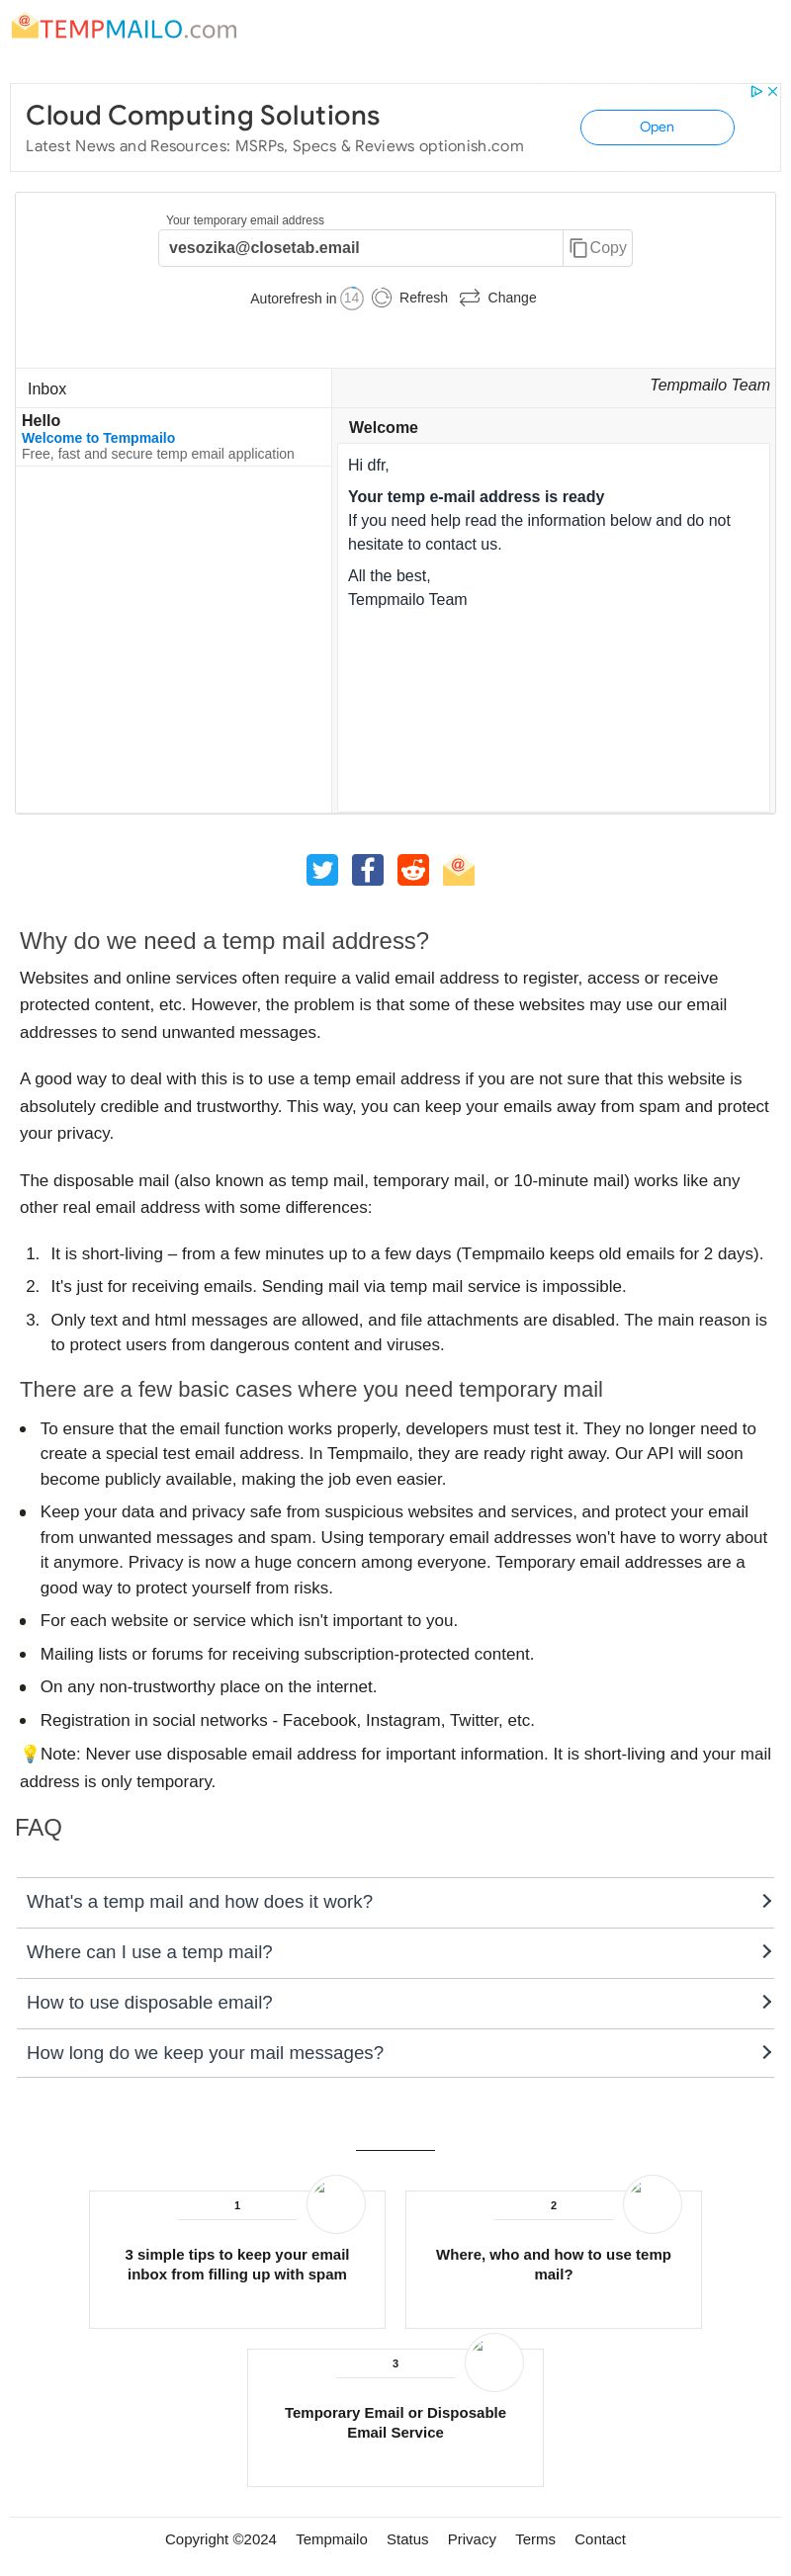 TEMPMAILO.com
Cloud Computing Solutions
Latest News and Resources: MSRPs, Specs & Reviews optionish.com
Open
Your temporary email address
vesozika@closetab.email
Copy
Autorefresh in 14 Refresh Change
Inbox
Tempmailo Team
Hello
Welcome to Tempmailo
Free, fast and secure temp email application
Welcome
Hi dfr,
Your temp e-mail address is ready
If you need help read the information below and do not
hesitate to contact us.
All the best,
Tempmailo Team
Why do we need a temp mail address?
Websites and online services often require a valid email address to register, access or receive
protected content, etc. However, the problem is that some of these websites may use our email
addresses to send unwanted messages.
A good way to deal with this is to use a temp email address if you are not sure that this website is
absolutely credible and trustworthy. This way, you can keep your emails away from spam and protect
your privacy.
The disposable mail (also known as temp mail, temporary mail, or 10-minute mail) works like any
other real email address with some differences:
1. It is short-living – from a few minutes up to a few days (Tempmailo keeps old emails for 2 days).
2. It's just for receiving emails. Sending mail via temp mail service is impossible.
3. Only text and html messages are allowed, and file attachments are disabled. The main reason is
to protect users from dangerous content and viruses.
There are a few basic cases where you need temporary mail
• To ensure that the email function works properly, developers must test it. They no longer need to
create a special test email address. In Tempmailo, they are ready right away. Our API will soon
become publicly available, making the job even easier.
• Keep your data and privacy safe from suspicious websites and services, and protect your email
from unwanted messages and spam. Using temporary email addresses won't have to worry about
it anymore. Privacy is now a huge concern among everyone. Temporary email addresses are a
good way to protect yourself from risks.
• For each website or service which isn't important to you.
• Mailing lists or forums for receiving subscription-protected content.
• On any non-trustworthy place on the internet.
• Registration in social networks - Facebook, Instagram, Twitter, etc.
💡Note: Never use disposable email address for important information. It is short-living and your mail
address is only temporary.
FAQ
What's a temp mail and how does it work?
Where can I use a temp mail?
How to use disposable email?
How long do we keep your mail messages?
1
3 simple tips to keep your email
inbox from filling up with spam
2
Where, who and how to use temp
mail?
3
Temporary Email or Disposable
Email Service
Copyright ©2024 Tempmailo Status Privacy Terms Contact